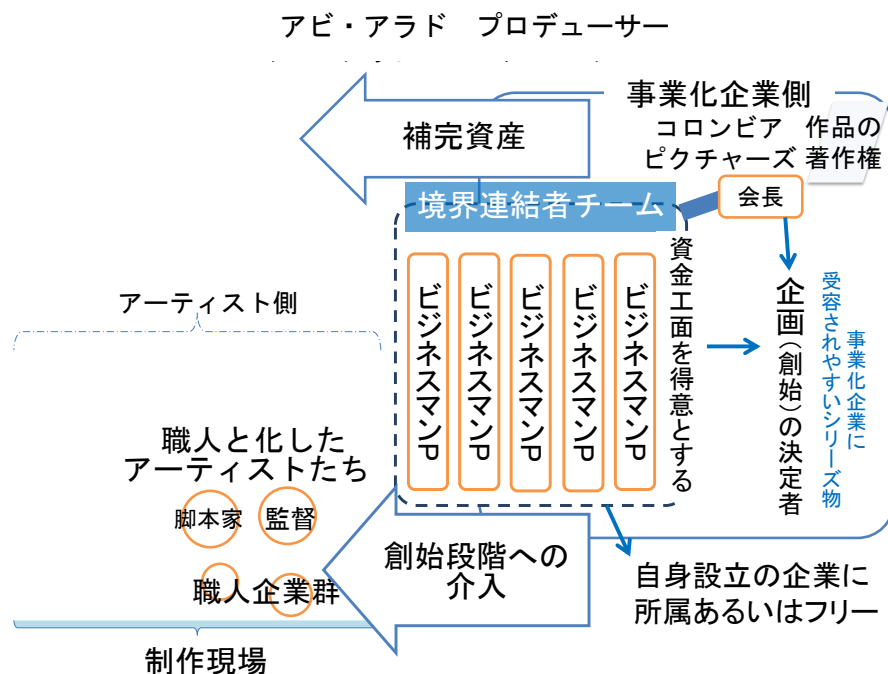 アビ・アラド　プロデューサー
事業化企業側
コロンビア　作品の
ピクチャーズ 著作権
補完資産
会長
境界連結者チーム
ビジネスマンP
ビジネスマンP
ビジネスマンP
ビジネスマンP
ビジネスマンP
資金工面を得意とする
企画(創始)の決定者
事業化企業に
受容されやすいシリーズ物
アーティスト側
職人と化した
アーティストたち
脚本家
監督
職人企業群
制作現場
創始段階への
介入
自身設立の企業に
所属あるいはフリー